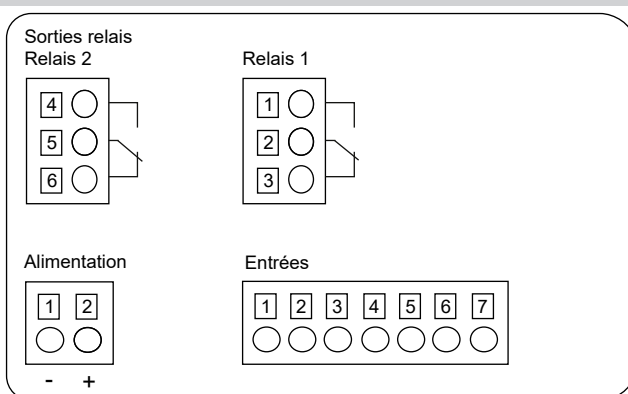 Sorties relais
Relais 2
Relais 1
4
5
6
1
2
3
Alimentation
Entrées
1 2
1 2 3 4 5 6 7
- +